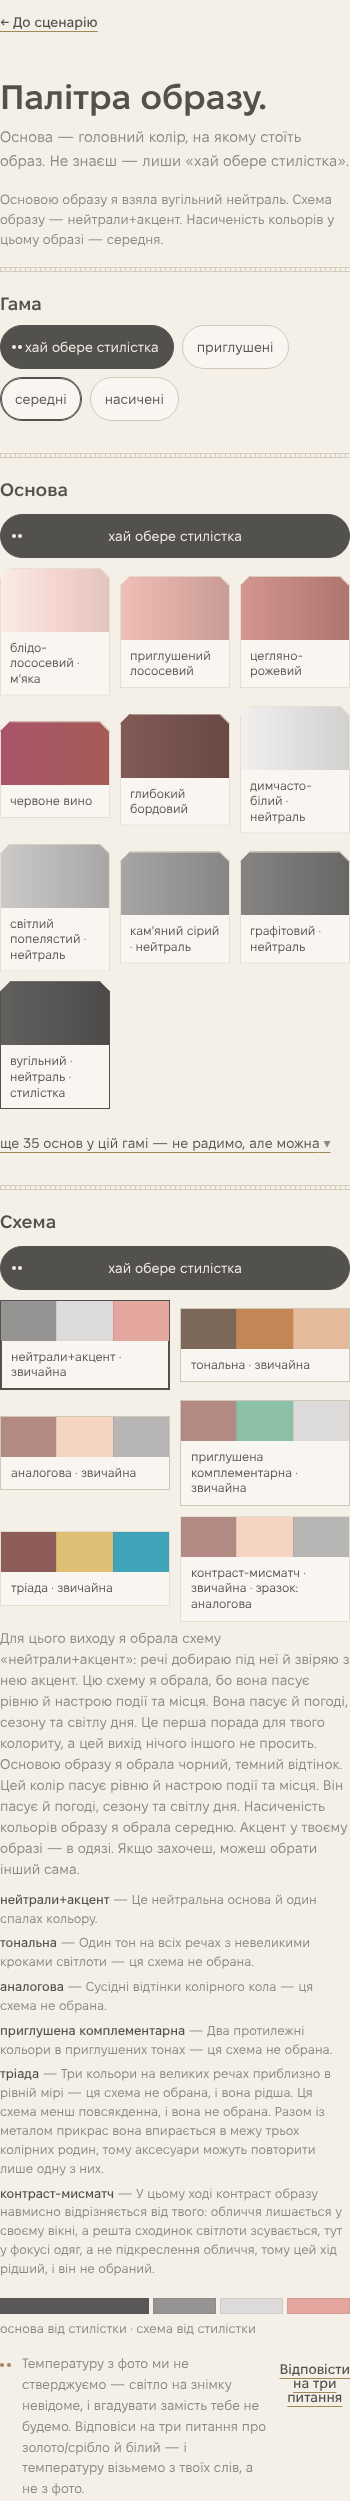 ← До сценарію
Палітра образу.
Основа — головний колір, на якому стоїть
образ. Не знаєш — лиши «хай обере стилістка».
Основою образу я взяла вугільний нейтраль. Схема
образу — нейтрали+акцент. Насиченість кольорів у
цьому образі — середня.
Гама
хай обере стилістка
приглушені
середні
насичені
Основа
хай обере стилістка
блідо-
лососевий ·
м'яка
приглушений
лососевий
цегляно-
рожевий
червоне вино
глибокий
бордовий
димчасто-
білий ·
нейтраль
світлий
попелястий ·
нейтраль
кам'яний сірий
· нейтраль
графітовий ·
нейтраль
вугільний ·
нейтраль ·
стилістка
ще 35 основ у цій гамі — не радимо, але можна ▾
Схема
хай обере стилістка
нейтрали+акцент ·
звичайна
тональна · звичайна
аналогова · звичайна
приглушена
комплементарна ·
звичайна
тріада · звичайна
контраст-мисматч ·
звичайна · зразок:
аналогова
Для цього виходу я обрала схему
«нейтрали+акцент»: речі добираю під неї й звіряю з
нею акцент. Цю схему я обрала, бо вона пасує
рівню й настрою події та місця. Вона пасує й погоді,
сезону та світлу дня. Це перша порада для твого
колориту, а цей вихід нічого іншого не просить.
Основою образу я обрала чорний, темний відтінок.
Цей колір пасує рівню й настрою події та місця. Він
пасує й погоді, сезону та світлу дня. Насиченість
кольорів образу я обрала середню. Акцент у твоєму
образі — в одязі. Якщо захочеш, можеш обрати
інший сама.
нейтрали+акцент — Це нейтральна основа й один
спалах кольору.
тональна — Один тон на всіх речах з невеликими
кроками світлоти — ця схема не обрана.
аналогова — Сусідні відтінки колірного кола — ця
схема не обрана.
приглушена комплементарна — Два протилежні
кольори в приглушених тонах — ця схема не обрана.
тріада — Три кольори на великих речах приблизно в
рівній мірі — ця схема не обрана, і вона рідша. Ця
схема менш повсякденна, і вона не обрана. Разом із
металом прикрас вона впирається в межу трьох
колірних родин, тому аксесуари можуть повторити
лише одну з них.
контраст-мисматч — У цьому ході контраст образу
навмисно відрізняється від твого: обличчя лишається у
своєму вікні, а решта сходинок світлоти зсувається, тут
у фокусі одяг, а не підкреслення обличчя, тому цей хід
рідший, і він не обраний.
основа від стилістки · схема від стилістки
Температуру з фото ми не
стверджуємо — світло на знімку
невідоме, і вгадувати замість тебе не
будемо. Відповіси на три питання про
золото/срібло й білий — і
температуру візьмемо з твоїх слів, а
не з фото.
Відповісти
на три
питання